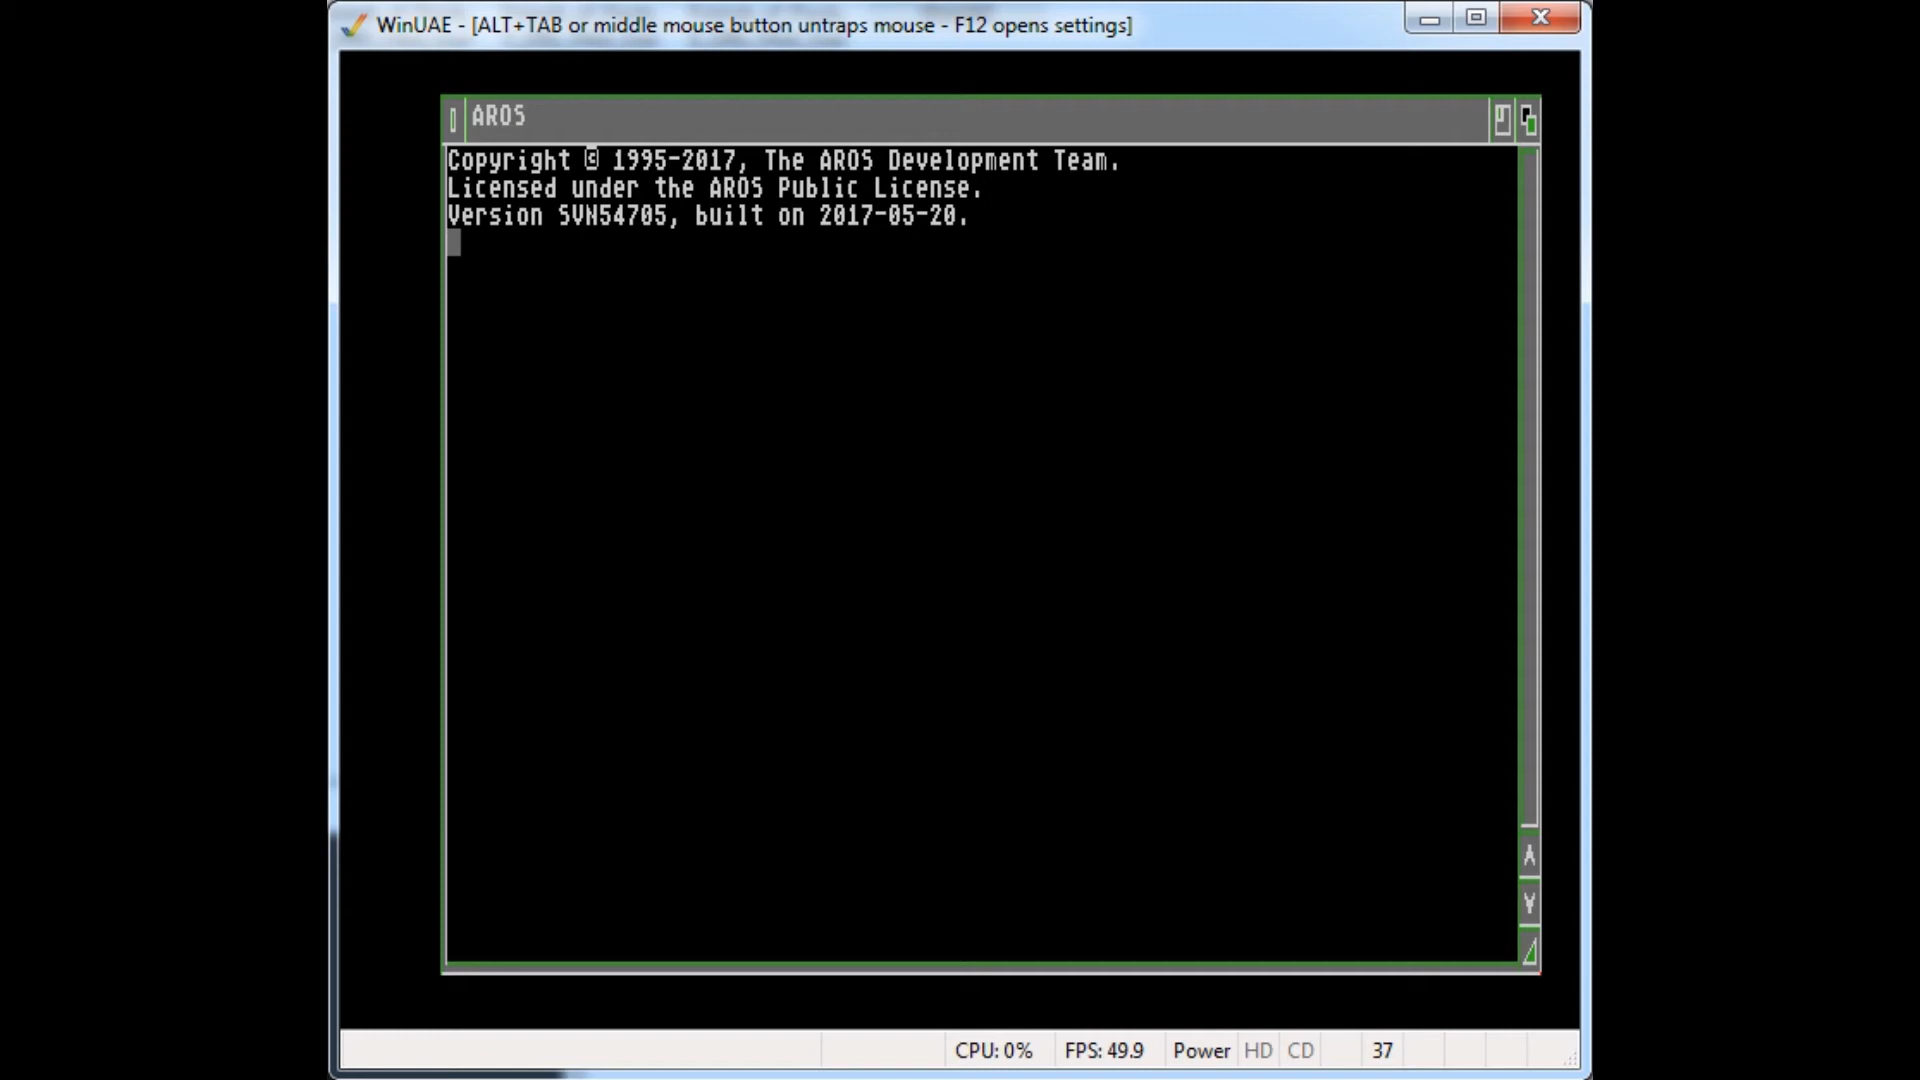 WinUAE - [ALT+TAB or middle mouse button untraps mouse - F12 opens settings]
AROS
Copyright © 1995-2017, The AROS Development Team.
Licensed under the AROS Public License.
Version SVN54705, built on 2017-05-20.
CPU: 0% FPS: 49.9 Power HD CD 37